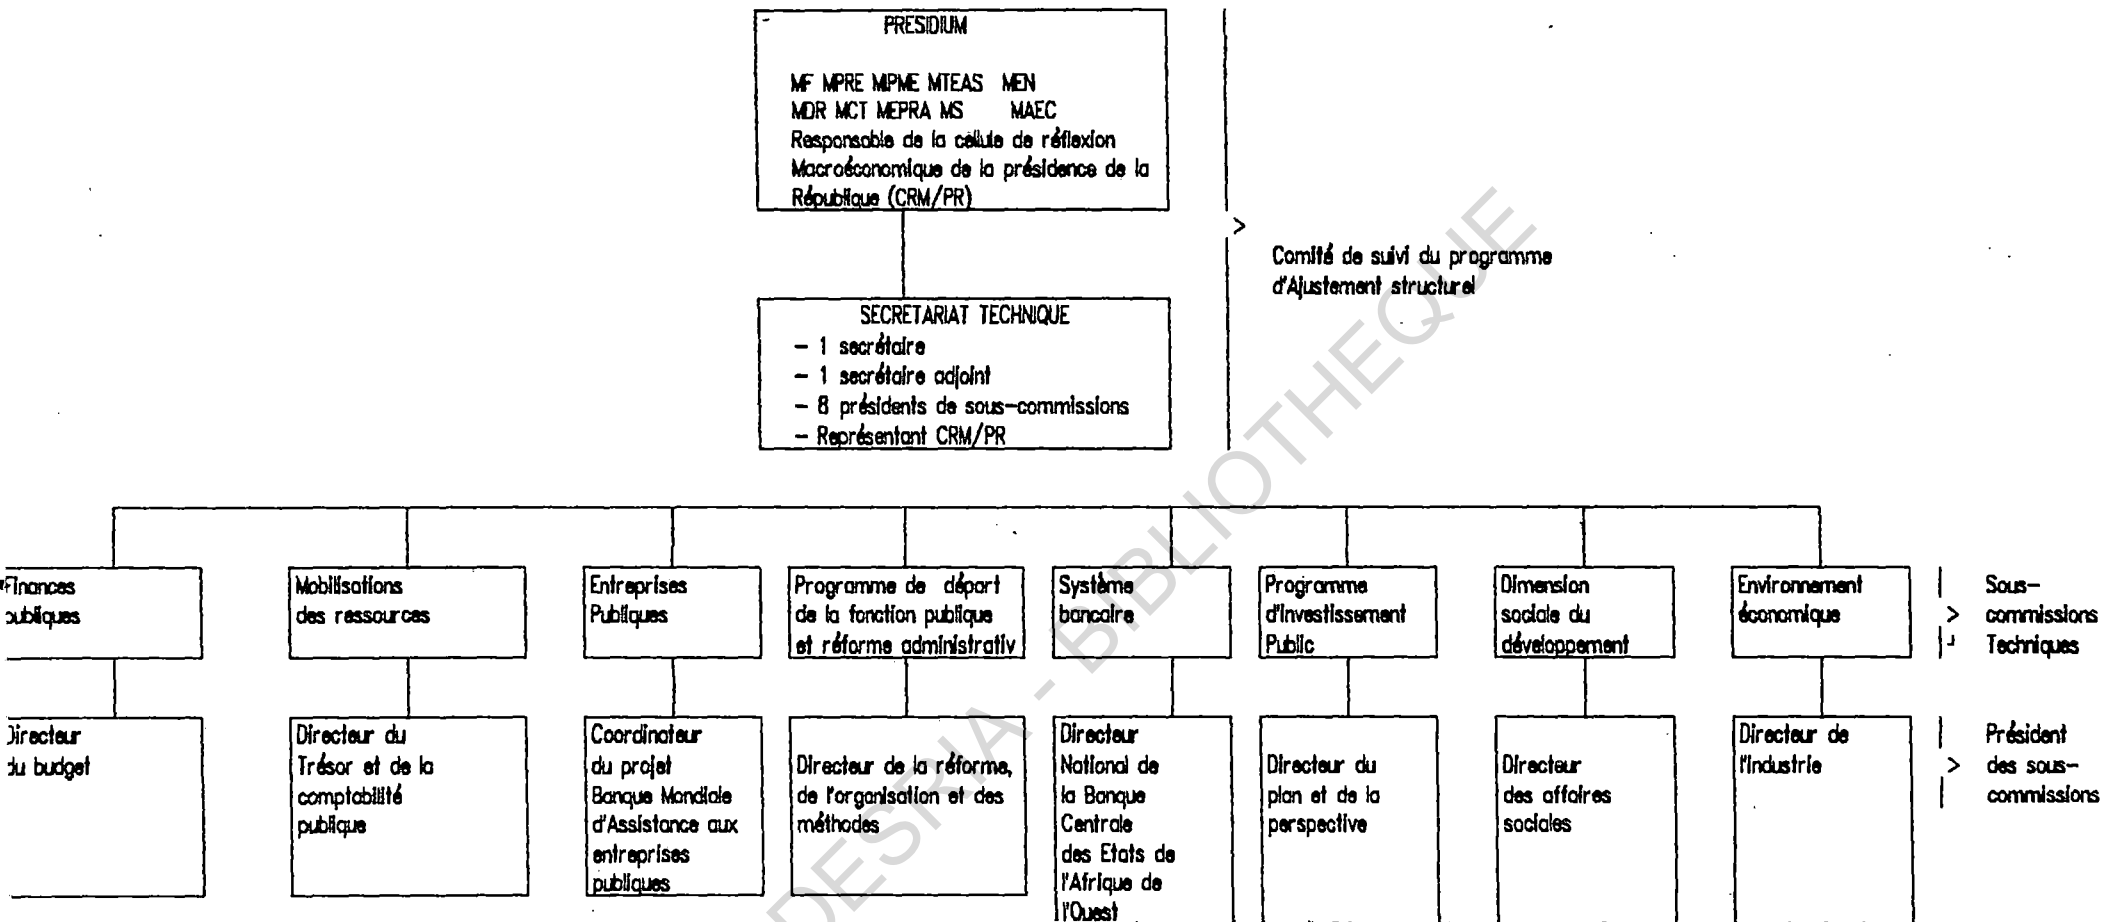 PRESIDIUM
MF MPRE MIPME MTEAS MEN
MDR MCT MEPRA MS MAEC
Responsable de la cellule de réflexion
Macroéconomique de la présidence de la
République (CRM/PR)
>
Comité de suivi du programme
d'Ajustement structurel
SECRETARIAT TECHNIQUE
- 1 secrétaire
- 1 secrétaire adjoint
- 8 présidents de sous-commissions
- Représentant CRM/PR
Finances
publiques
Mobilisations
des ressources
Entreprises
Publiques
Programme de départ
de la fonction publique
et réforme administrativ
Système
bancaire
Programme
d'Investissement
Public
Dimension
sociale du
développement
Environnement
économique
Sous-
> commissions
Techniques
Directeur
du budget
Directeur du
Trésor et de la
comptabilité
publique
Coordinateur
du projet
Banque Mondiale
d'Assistance aux
entreprises
publiques
Directeur de la réforme,
de l'organisation et des
méthodes
Directeur
National de
la Banque
Centrale
des Etats de
l'Afrique de
l'Ouest
Directeur du
plan et de la
perspective
Directeur
des affaires
sociales
Directeur de
l'Industrie
Président
> des sous-
commissions
DESRIA - BIBLIOTHEQUE